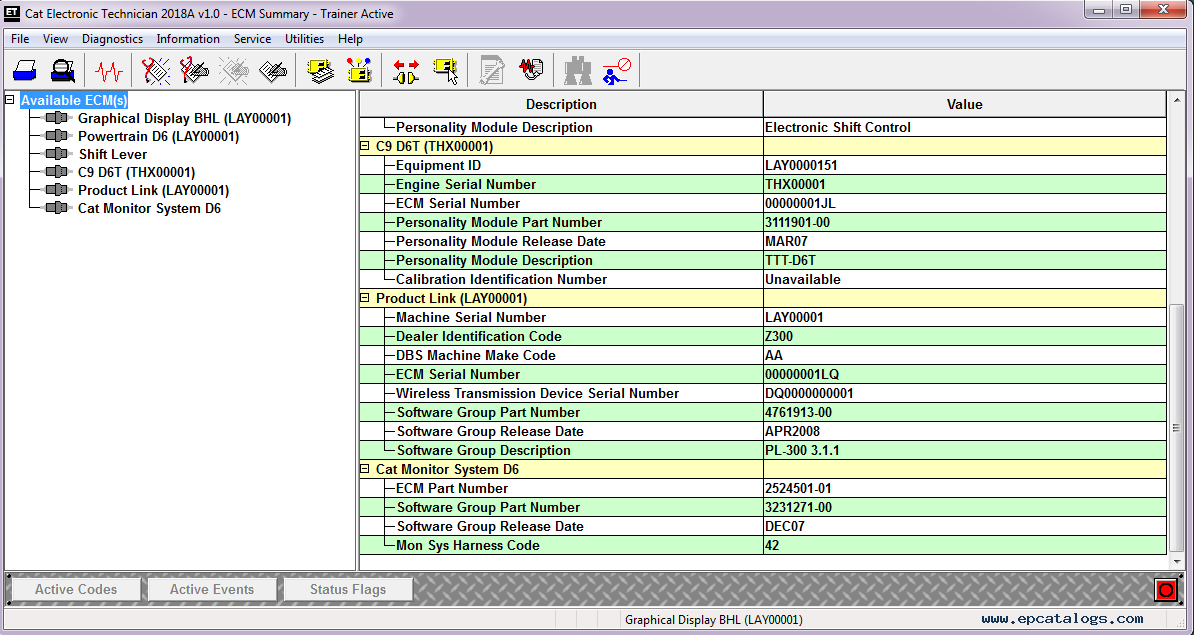 ET Cat Electronic Technician 2018A v1.0 - ECM Summary - Trainer Active
File View Diagnostics Information Service Utilities Help
Available ECM(s)
Graphical Display BHL (LAY00001)
Powertrain D6 (LAY00001)
Shift Lever
C9 D6T (THX00001)
Product Link (LAY00001)
Cat Monitor System D6
Description Value
Personality Module Description Electronic Shift Control
C9 D6T (THX00001)
Equipment ID LAY0000151
Engine Serial Number THX00001
ECM Serial Number 00000001JL
Personality Module Part Number 3111901-00
Personality Module Release Date MAR07
Personality Module Description TTT-D6T
Calibration Identification Number Unavailable
Product Link (LAY00001)
Machine Serial Number LAY00001
Dealer Identification Code Z300
DBS Machine Make Code AA
ECM Serial Number 00000001LQ
Wireless Transmission Device Serial Number DQ0000000001
Software Group Part Number 4761913-00
Software Group Release Date APR2008
Software Group Description PL-300 3.1.1
Cat Monitor System D6
ECM Part Number 2524501-01
Software Group Part Number 3231271-00
Software Group Release Date DEC07
Mon Sys Harness Code 42
Active Codes Active Events Status Flags
Graphical Display BHL (LAY00001)
www.epcatalogs.com